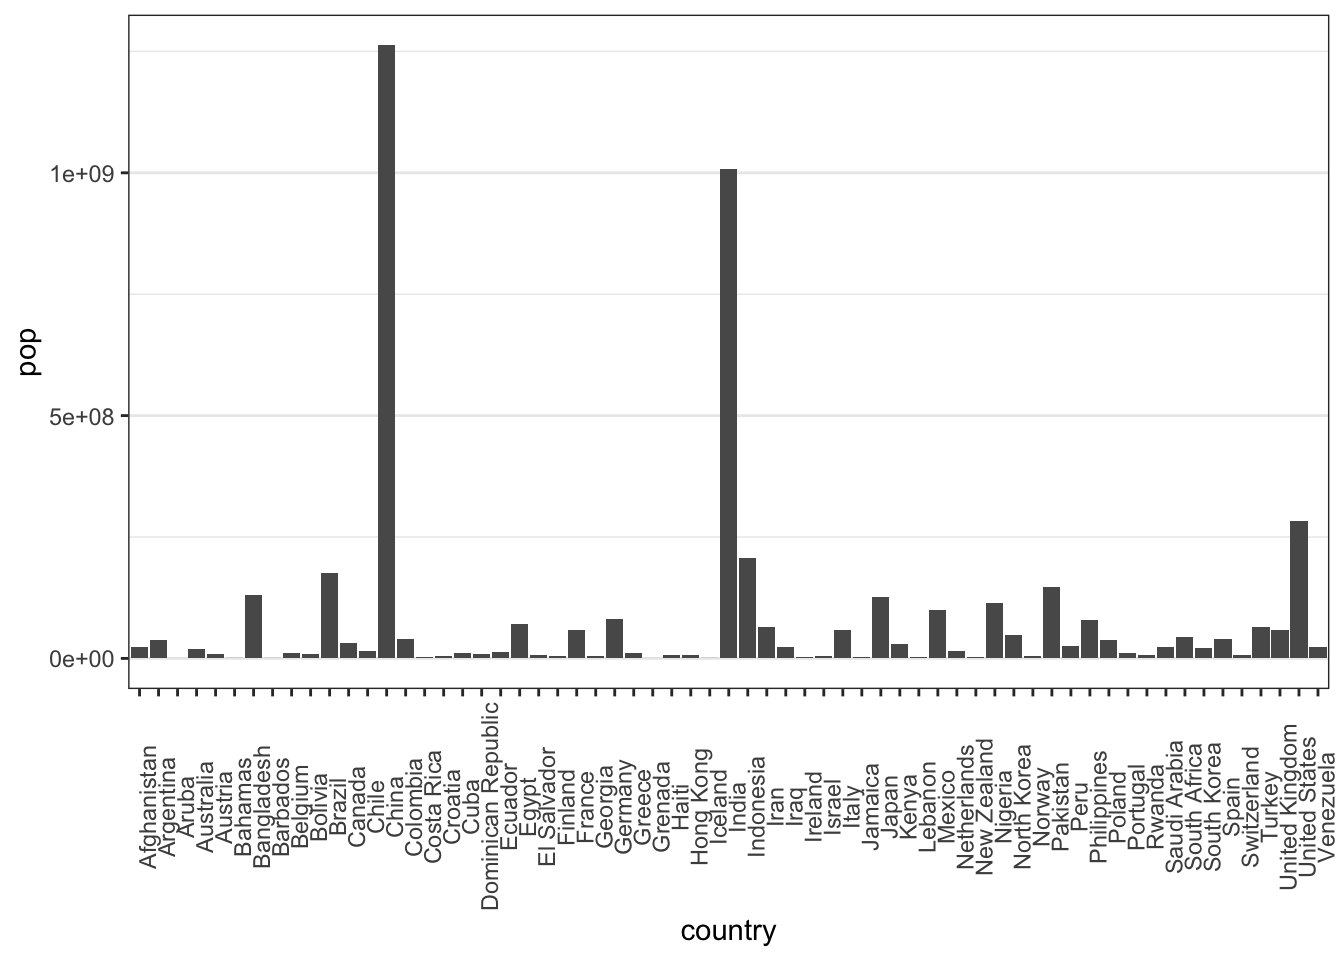 pop
1e+09
5e+08
0e+00
Afghanistan
Argentina
Aruba
Australia
Austria
Bahamas
Bangladesh
Barbados
Belgium
Bolivia
Brazil
Canada
Chile
China
Colombia
Costa Rica
Croatia
Cuba
Dominican Republic
Ecuador
Egypt
El Salvador
Finland
France
Georgia
Germany
Greece
Grenada
Haiti
Hong Kong
Iceland
India
Indonesia
Iran
Iraq
Ireland
Israel
Italy
Jamaica
Japan
Kenya
Lebanon
Mexico
Netherlands
New Zealand
Nigeria
North Korea
Norway
Pakistan
Peru
Philippines
Poland
Portugal
Rwanda
Saudi Arabia
South Africa
South Korea
Spain
Switzerland
Turkey
United Kingdom
United States
Venezuela
country